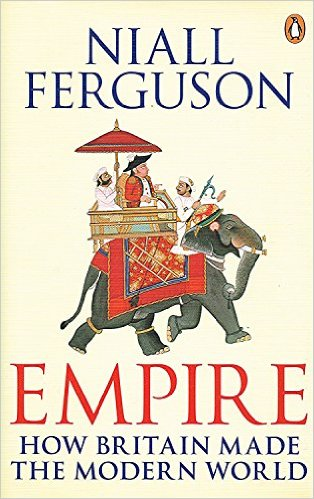 NIALL
FERGUSON
EMPIRE
HOW BRITAIN MADE
THE MODERN WORLD